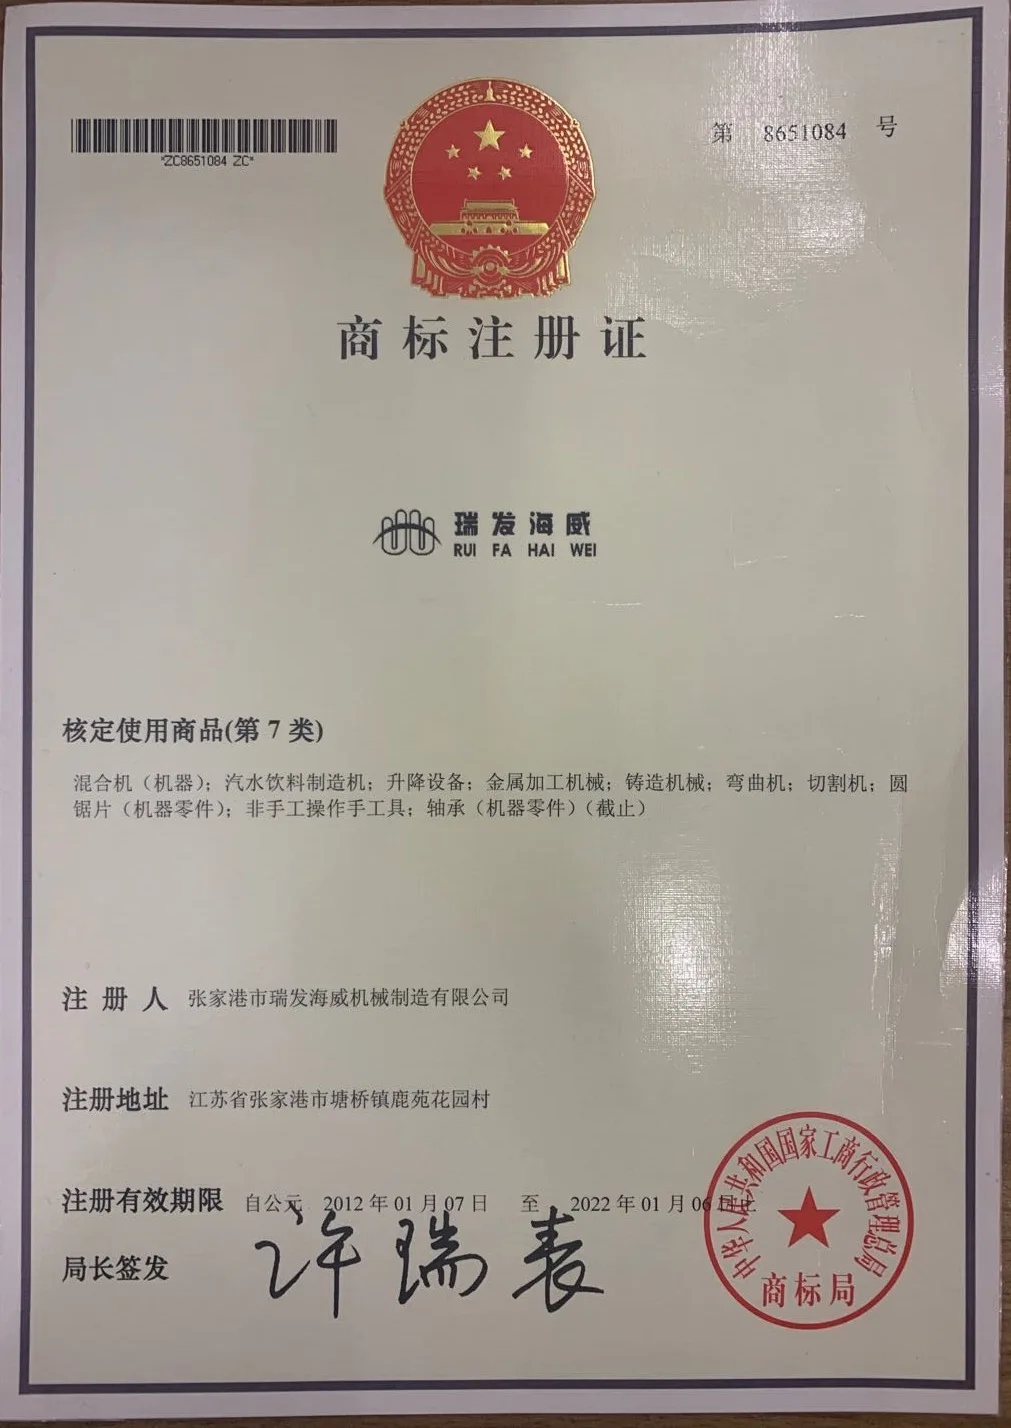 *ZC8651084 ZC*
第 8651084 号
商标注册证
瑞发海威
RUI FA HAI WEI
核定使用商品(第 7 类)
混合机（机器）；汽水饮料制造机；升降设备；金属加工机械；铸造机械；弯曲机；切割机；圆
锯片（机器零件）；非手工操作手工具；轴承（机器零件）（截止）
注 册 人 张家港市瑞发海威机械制造有限公司
注册地址 江苏省张家港市塘桥镇鹿苑花园村
注册有效期限 自公元 2012 年 01 月 07 日 至 2022 年 01 月 06 日止
局长签发 许瑞表
中华人民共和国国家工商行政管理总局
商标局